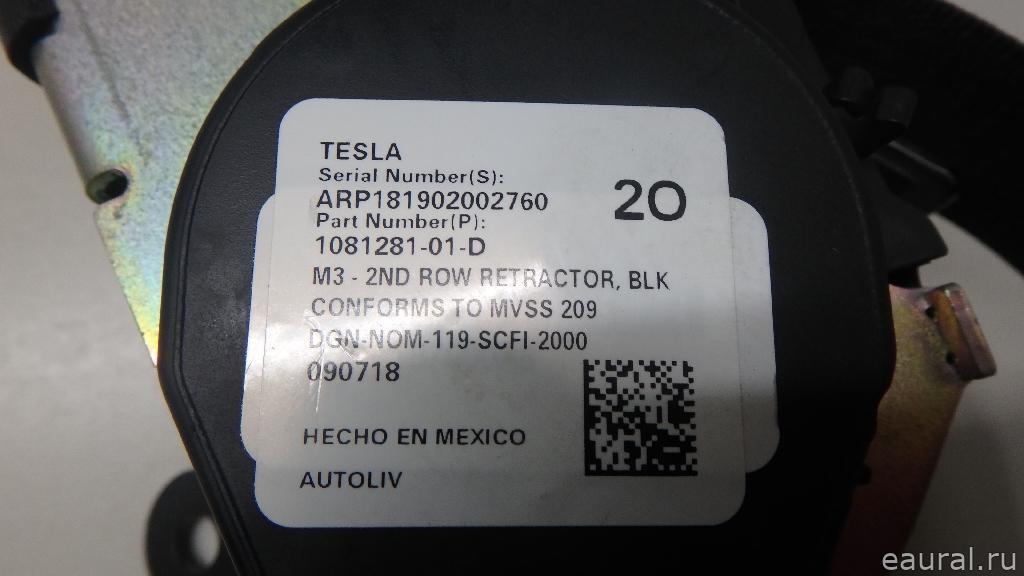 TESLA
Serial Number(S):
ARP181902002760
20
Part Number(P):
1081281-01-D
M3 - 2ND ROW RETRACTOR, BLK
CONFORMS TO MVSS 209
DGN-NOM-119-SCFI-2000
090718
HECHO EN MEXICO
AUTOLIV
eaural.ru